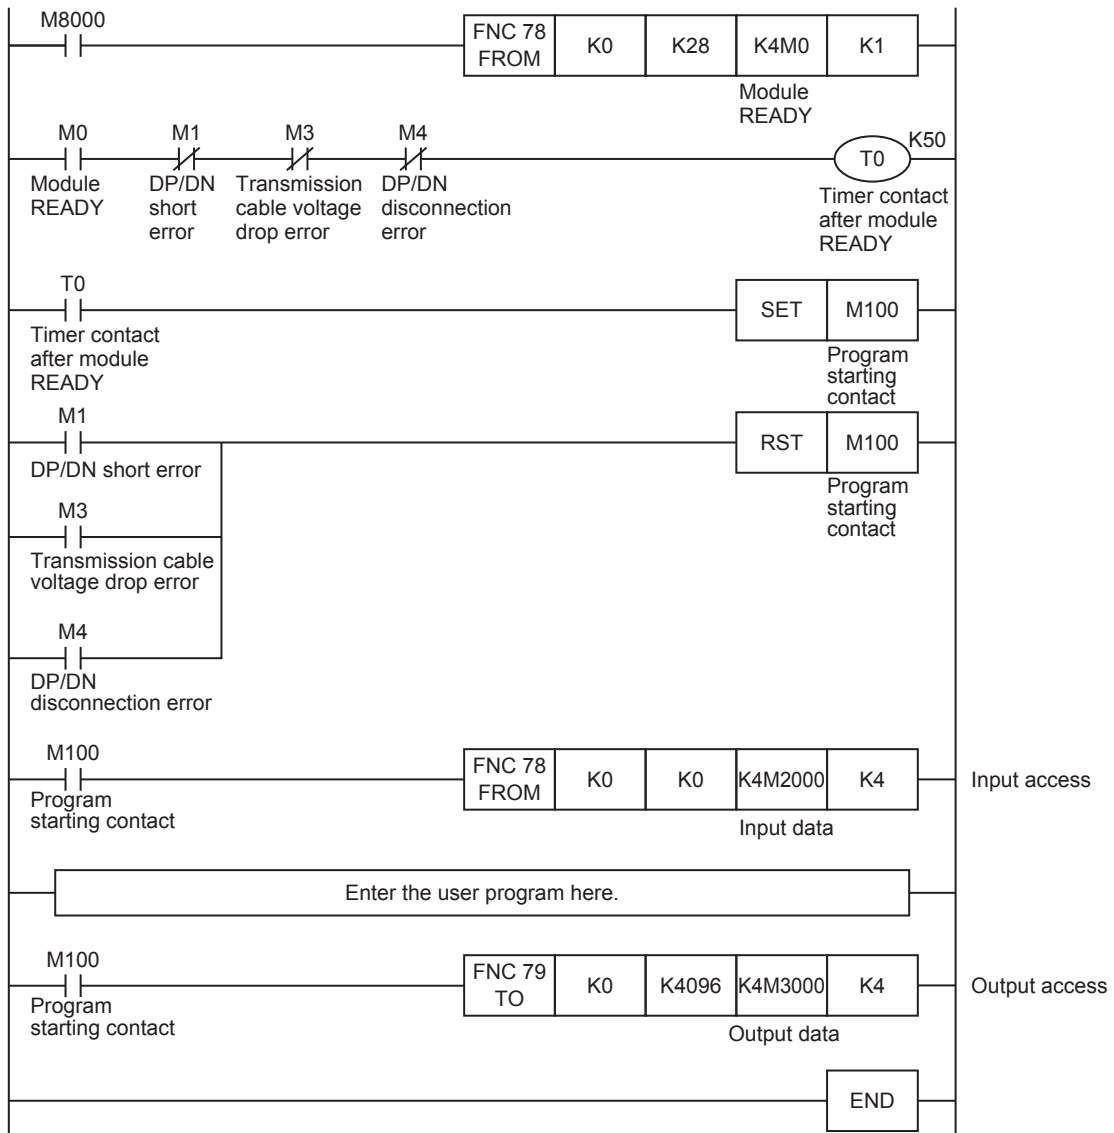 M8000
FNC 78
FROM
K0
K28
K4M0
K1
Module
READY
M0
M1
M3
M4
K50
T0
Module
READY
DP/DN
short
error
Transmission
cable voltage
drop error
DP/DN
disconnection
error
Timer contact
after module
READY
T0
SET
M100
Timer contact
after module
READY
Program
starting
contact
M1
RST
M100
DP/DN short error
Program
starting
contact
M3
Transmission cable
voltage drop error
M4
DP/DN
disconnection error
M100
FNC 78
FROM
K0
K0
K4M2000
K4
Input access
Program
starting contact
Input data
Enter the user program here.
M100
FNC 79
TO
K0
K4096
K4M3000
K4
Output access
Program
starting contact
Output data
END